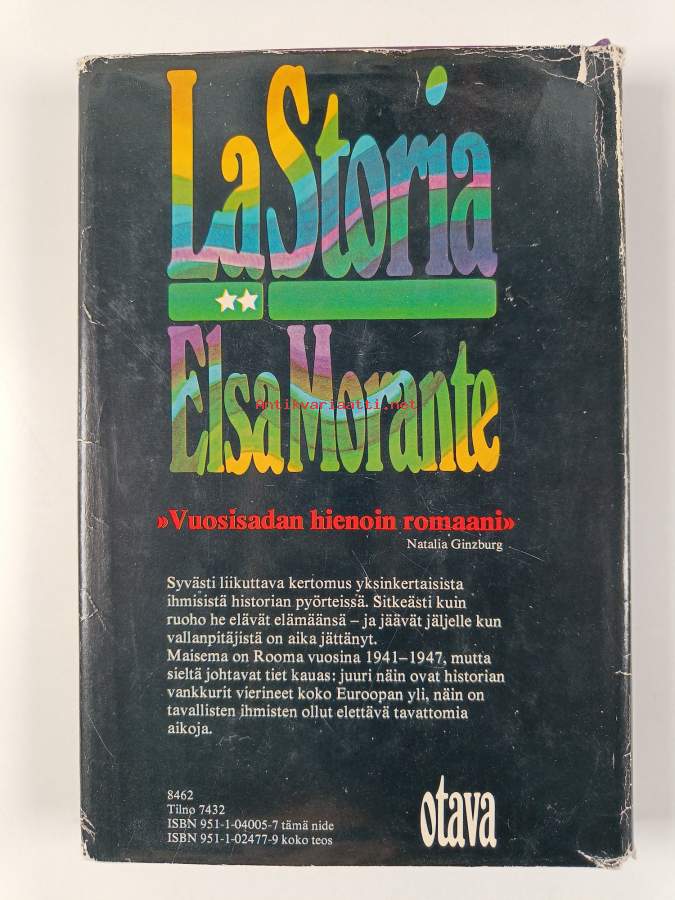 La Storia
Elsa Morante
Antikvariaatti.net
»Vuosisadan hienoin romaani»
Natalia Ginzburg
Syvästi liikuttava kertomus yksinkertaisista
ihmisistä historian pyörteissä. Sitkeästi kuin
ruoho he elävät elämäänsä – ja jäävät jäljelle kun
vallanpitäjistä on aika jättänyt.
Maisema on Rooma vuosina 1941–1947, mutta
sieltä johtavat tiet kauas: juuri näin ovat historian
vankkurit vierineet koko Euroopan yli, näin on
tavallisten ihmisten ollut elettävä tavattomia
aikoja.
8462
Tilno 7432
ISBN 951-1-04005-7 tämä nide
ISBN 951-1-02477-9 koko teos
otava